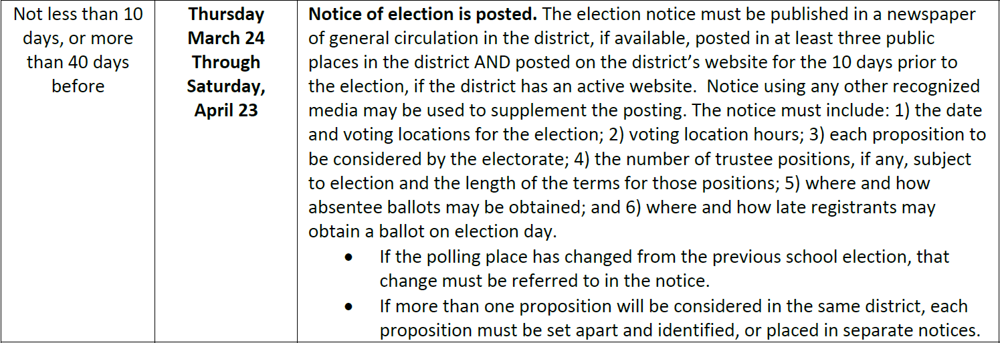 Not less than 10
days, or more
than 40 days
before
Thursday
March 24
Through
Saturday,
April 23
Notice of election is posted. The election notice must be published in a newspaper
of general circulation in the district, if available, posted in at least three public
places in the district AND posted on the district’s website for the 10 days prior to
the election, if the district has an active website.  Notice using any other recognized
media may be used to supplement the posting. The notice must include: 1) the date
and voting locations for the election; 2) voting location hours; 3) each proposition to
be considered by the electorate; 4) the number of trustee positions, if any, subject
to election and the length of the terms for those positions; 5) where and how
absentee ballots may be obtained; and 6) where and how late registrants may
obtain a ballot on election day.
• If the polling place has changed from the previous school election, that
change must be referred to in the notice.
• If more than one proposition will be considered in the same district, each
proposition must be set apart and identified, or placed in separate notices.